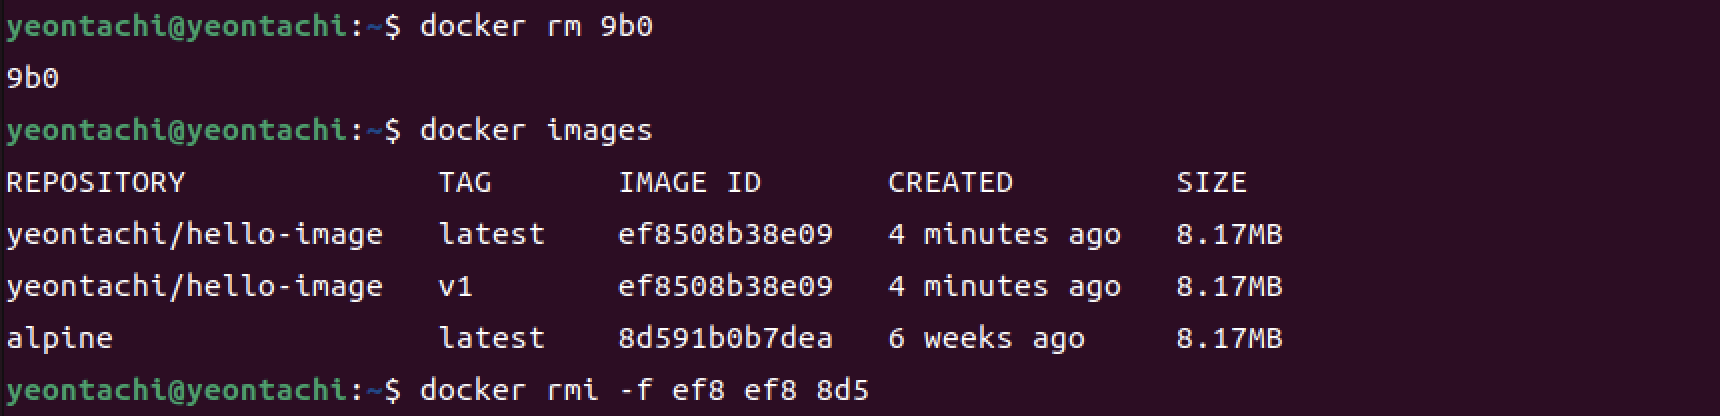 yeontachi@yeontachi:~$ docker rm 9b0
9b0
yeontachi@yeontachi:~$ docker images
REPOSITORY TAG IMAGE ID CREATED SIZE
yeontachi/hello-image latest ef8508b38e09 4 minutes ago 8.17MB
yeontachi/hello-image v1 ef8508b38e09 4 minutes ago 8.17MB
alpine latest 8d591b0b7dea 6 weeks ago 8.17MB
yeontachi@yeontachi:~$ docker rmi -f ef8 ef8 8d5